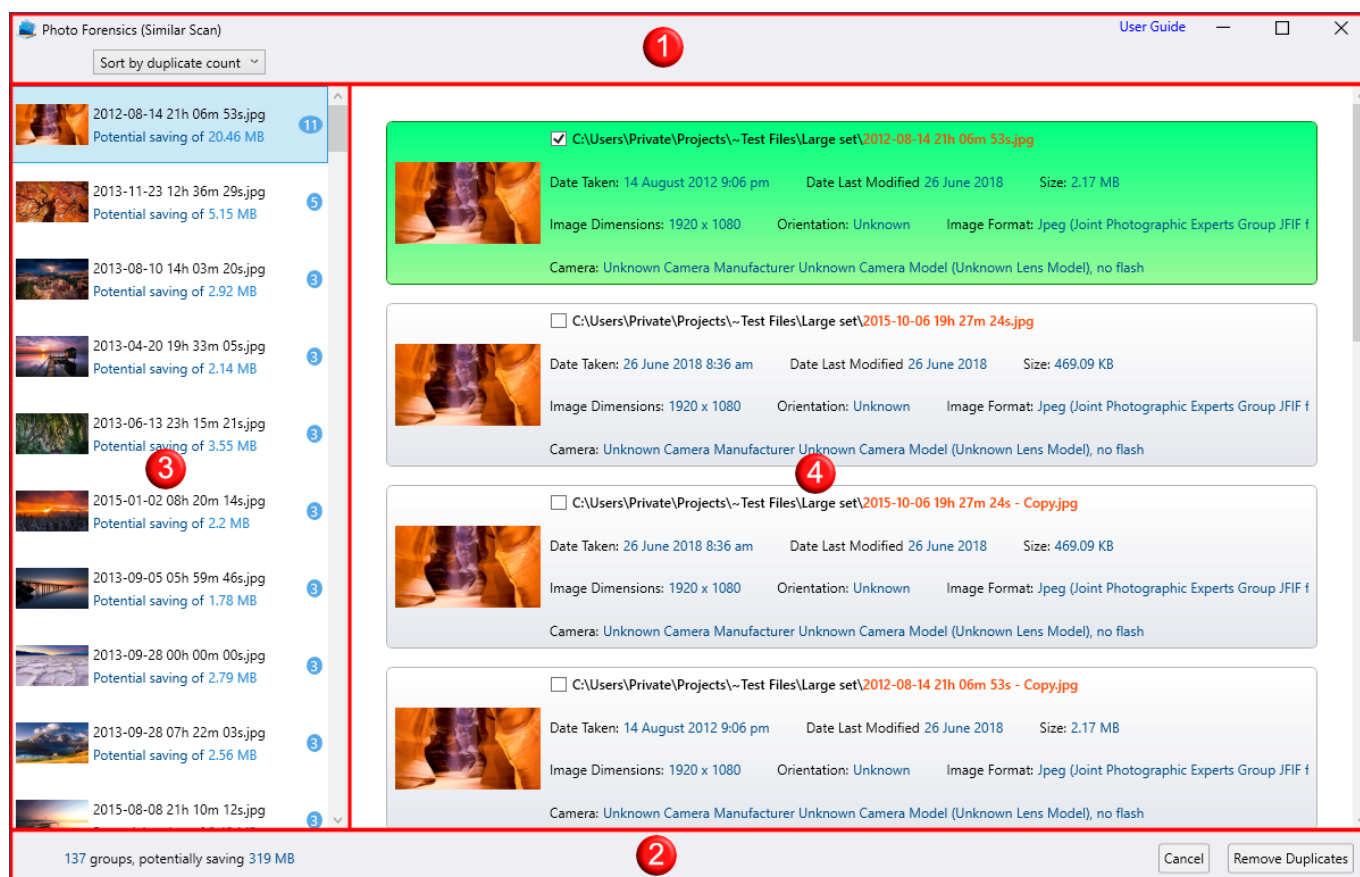 Photo Forensics (Similar Scan)
User Guide
Sort by duplicate count
1
2012-08-14 21h 06m 53s.jpg
Potential saving of 20.46 MB
11
2013-11-23 12h 36m 29s.jpg
Potential saving of 5.15 MB
5
2013-08-10 14h 03m 20s.jpg
Potential saving of 2.92 MB
3
2013-04-20 19h 33m 05s.jpg
Potential saving of 2.14 MB
3
2013-06-13 23h 15m 21s.jpg
Potential saving of 3.55 MB
3
3
2015-01-02 08h 20m 14s.jpg
Potential saving of 2.2 MB
3
2013-09-05 05h 59m 46s.jpg
Potential saving of 1.78 MB
3
2013-09-28 00h 00m 00s.jpg
Potential saving of 2.79 MB
3
2013-09-28 07h 22m 03s.jpg
Potential saving of 2.56 MB
3
2015-08-08 21h 10m 12s.jpg
3
C:\Users\Private\Projects\~Test Files\Large set\2012-08-14 21h 06m 53s.jpg
Date Taken: 14 August 2012 9:06 pm Date Last Modified 26 June 2018 Size: 2.17 MB
Image Dimensions: 1920 x 1080 Orientation: Unknown Image Format: Jpeg (Joint Photographic Experts Group JFIF f
Camera: Unknown Camera Manufacturer Unknown Camera Model (Unknown Lens Model), no flash
C:\Users\Private\Projects\~Test Files\Large set\2015-10-06 19h 27m 24s.jpg
Date Taken: 26 June 2018 8:36 am Date Last Modified 26 June 2018 Size: 469.09 KB
Image Dimensions: 1920 x 1080 Orientation: Unknown Image Format: Jpeg (Joint Photographic Experts Group JFIF f
Camera: Unknown Camera Manufacturer Unknown Camera Model (Unknown Lens Model), no flash
4
C:\Users\Private\Projects\~Test Files\Large set\2015-10-06 19h 27m 24s - Copy.jpg
Date Taken: 26 June 2018 8:36 am Date Last Modified 26 June 2018 Size: 469.09 KB
Image Dimensions: 1920 x 1080 Orientation: Unknown Image Format: Jpeg (Joint Photographic Experts Group JFIF f
Camera: Unknown Camera Manufacturer Unknown Camera Model (Unknown Lens Model), no flash
C:\Users\Private\Projects\~Test Files\Large set\2012-08-14 21h 06m 53s - Copy.jpg
Date Taken: 14 August 2012 9:06 pm Date Last Modified 26 June 2018 Size: 2.17 MB
Image Dimensions: 1920 x 1080 Orientation: Unknown Image Format: Jpeg (Joint Photographic Experts Group JFIF f
Camera: Unknown Camera Manufacturer Unknown Camera Model (Unknown Lens Model), no flash
137 groups, potentially saving 319 MB
2
Cancel
Remove Duplicates